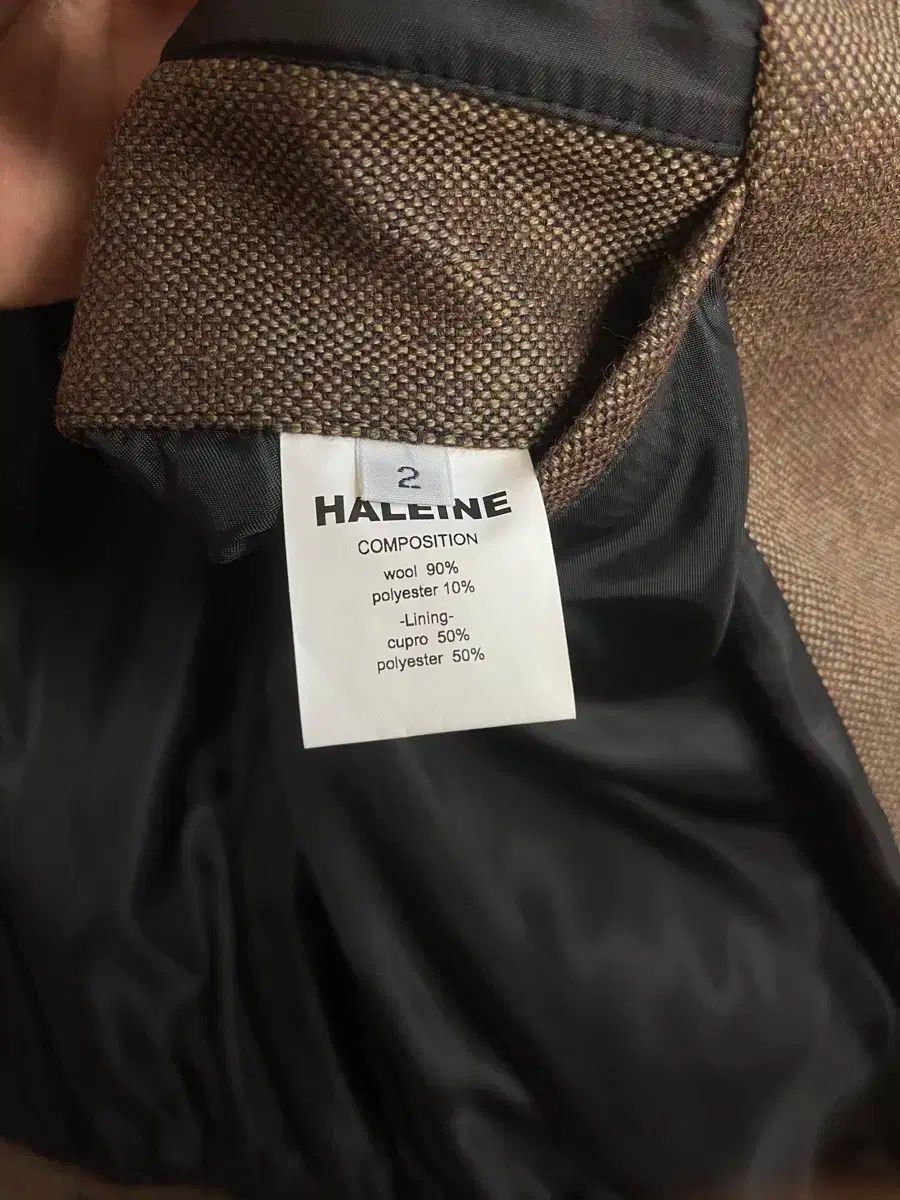 2
HALEINE
COMPOSITION
wool 90%
polyester 10%
-Lining-
cupro 50%
polyester 50%